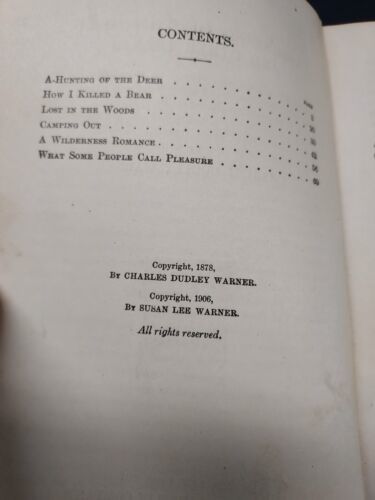 CONTENTS.
A-Hunting of the Deer
How I Killed a Bear
Lost in the Woods
Camping Out
A Wilderness Romance
What Some People Call Pleasure
Copyright, 1878,
By CHARLES DUDLEY WARNER.
Copyright, 1906,
By SUSAN LEE WARNER.
All rights reserved.